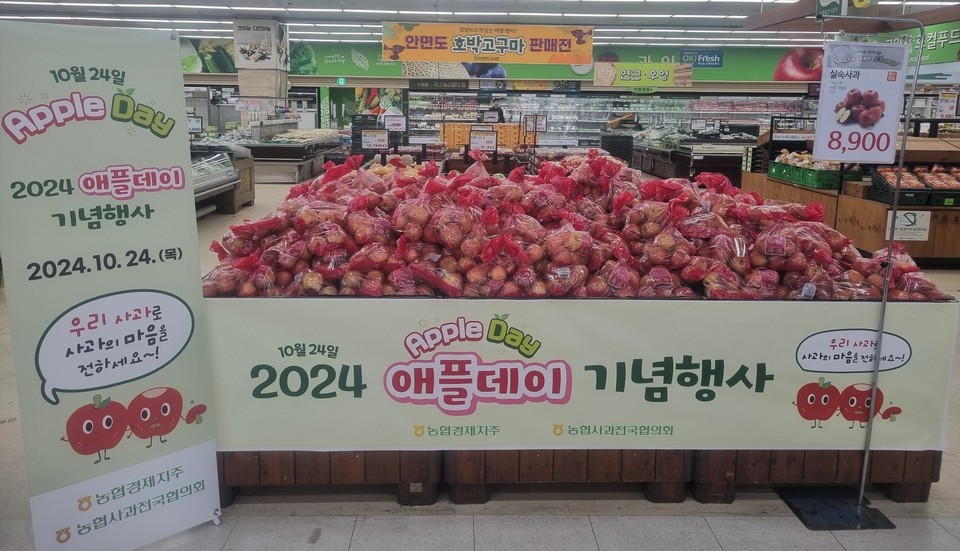 안면도 호박고구마 판매전
OK! Fresh
실속사과
8,900
10월 24일
Apple Day
2024 애플데이
기념행사
2024.10.24.(목)
우리 사과로
사과의 마음을
전하세요~!
농협경제지주
농협사과전국협의회
10월 24일
Apple Day
2024 애플데이 기념행사
농협경제지주
농협사과전국협의회
우리 사과로
사과의 마음을 전하세요~!